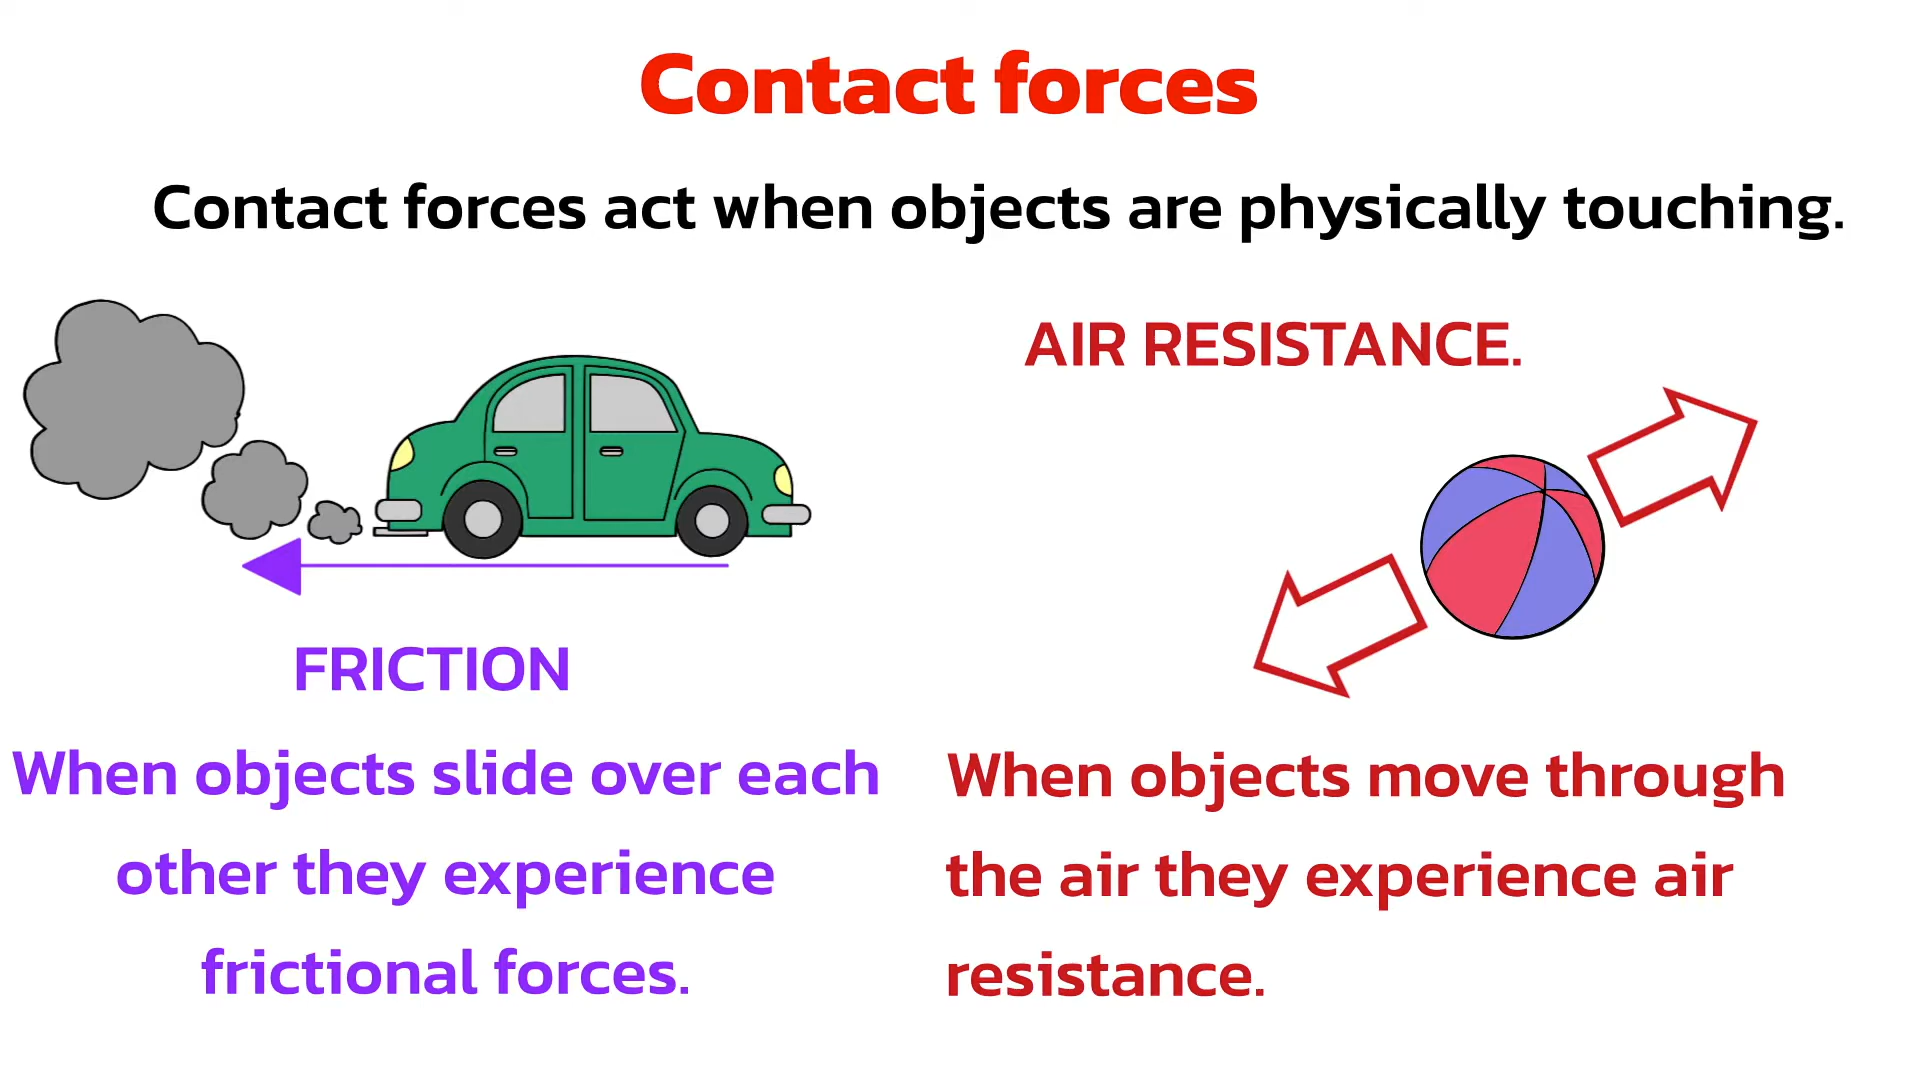 Contact forces
Contact forces act when objects are physically touching.
AIR RESISTANCE.
FRICTION
When objects slide over each
other they experience
frictional forces.
When objects move through
the air they experience air
resistance.